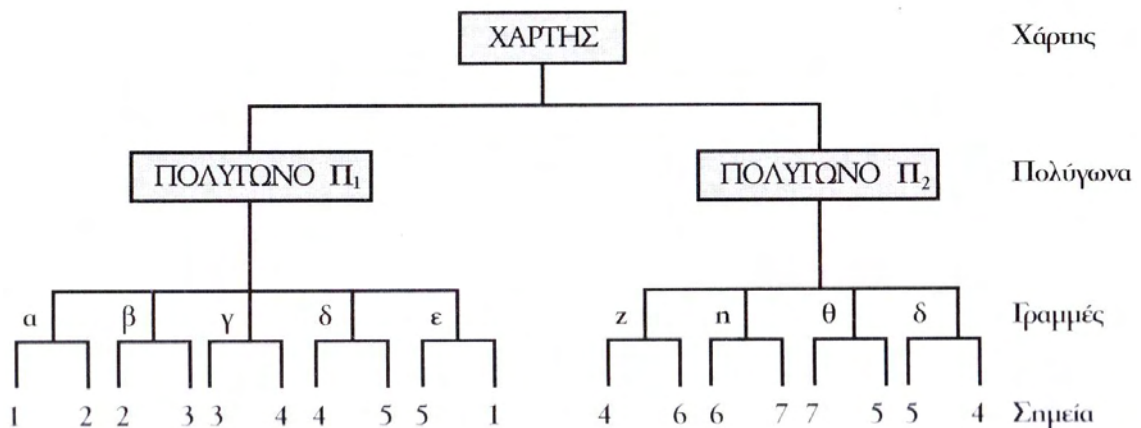 ΧΑΡΤΗΣ Χάρτης
ΠΟΛΥΓΩΝΟ Π₁ ΠΟΛΥΓΩΝΟ Π₂ Πολύγωνα
α β γ δ ε z n θ δ Γραμμές
1 2 2 3 3 4 4 5 5 1 4 6 6 7 7 5 5 4 Σημεία